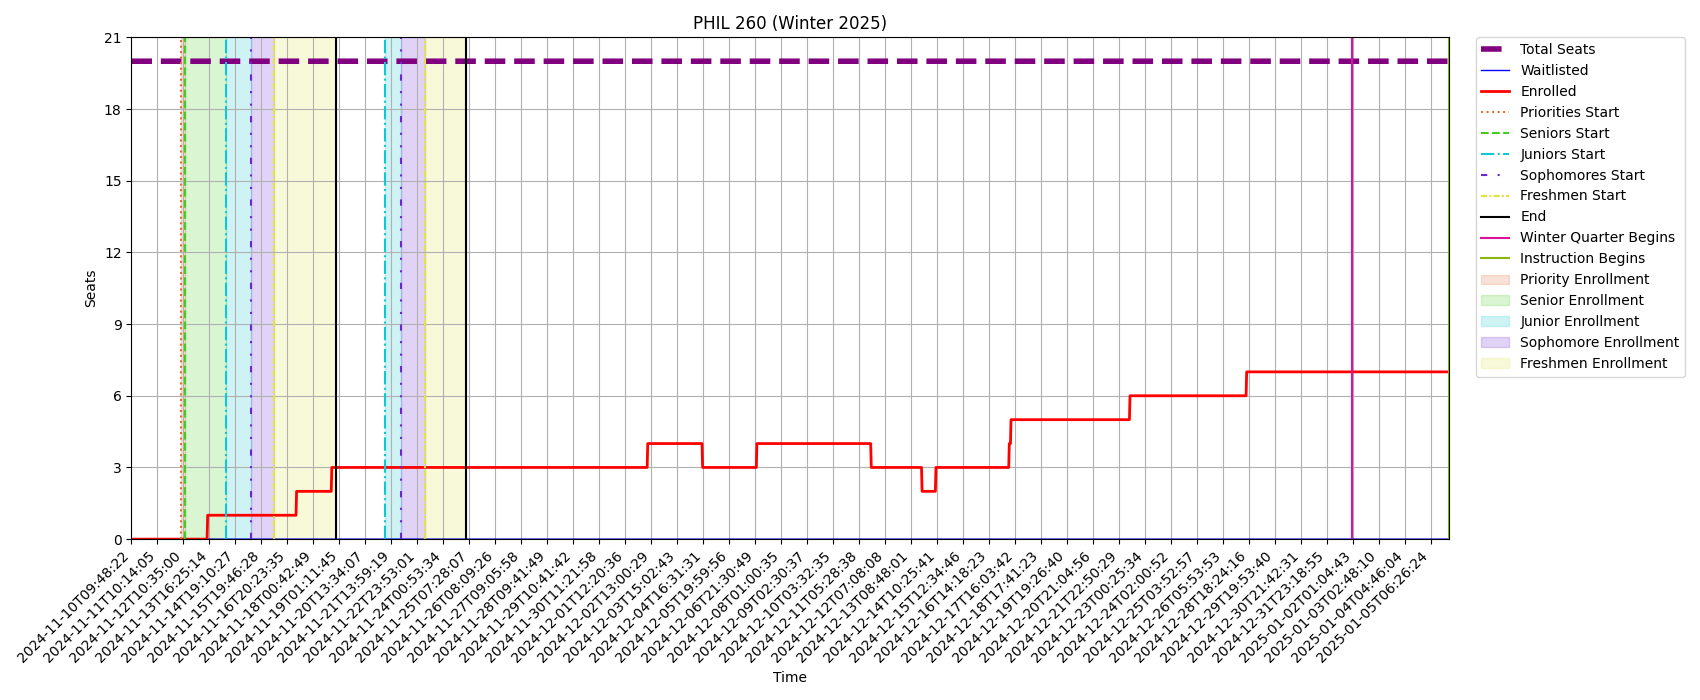 PHIL 260 (Winter 2025)
21
18
15
12
9
6
3
0
Seats
2024-11-10T09:48:22
2024-11-11T10:14:05
2024-11-12T10:35:00
2024-11-13T16:25:14
2024-11-14T19:10:27
2024-11-15T19:46:28
2024-11-16T20:23:35
2024-11-18T00:42:49
2024-11-19T01:11:45
2024-11-20T13:34:07
2024-11-21T13:59:19
2024-11-22T23:53:01
2024-11-24T00:53:34
2024-11-25T07:28:07
2024-11-26T08:09:26
2024-11-27T09:05:58
2024-11-28T09:41:49
2024-11-29T10:41:42
2024-11-30T11:21:58
2024-12-01T12:20:36
2024-12-02T13:00:29
2024-12-03T15:02:43
2024-12-04T16:31:31
2024-12-05T19:59:56
2024-12-06T21:30:49
2024-12-08T01:00:35
2024-12-09T02:30:37
2024-12-10T03:32:35
2024-12-11T05:28:38
2024-12-12T07:08:08
2024-12-13T08:48:01
2024-12-14T10:25:41
2024-12-15T12:34:46
2024-12-16T14:18:23
2024-12-17T16:03:42
2024-12-18T17:41:23
2024-12-19T19:26:40
2024-12-20T21:04:56
2024-12-21T22:50:29
2024-12-23T00:25:34
2024-12-24T02:00:52
2024-12-25T03:52:57
2024-12-26T05:53:53
2024-12-28T18:24:16
2024-12-29T19:53:40
2024-12-30T21:42:31
2024-12-31T23:18:55
2025-01-02T01:04:43
2025-01-03T02:48:10
2025-01-04T04:46:04
2025-01-05T06:26:24
Time
Total Seats
Waitlisted
Enrolled
Priorities Start
Seniors Start
Juniors Start
Sophomores Start
Freshmen Start
End
Winter Quarter Begins
Instruction Begins
Priority Enrollment
Senior Enrollment
Junior Enrollment
Sophomore Enrollment
Freshmen Enrollment